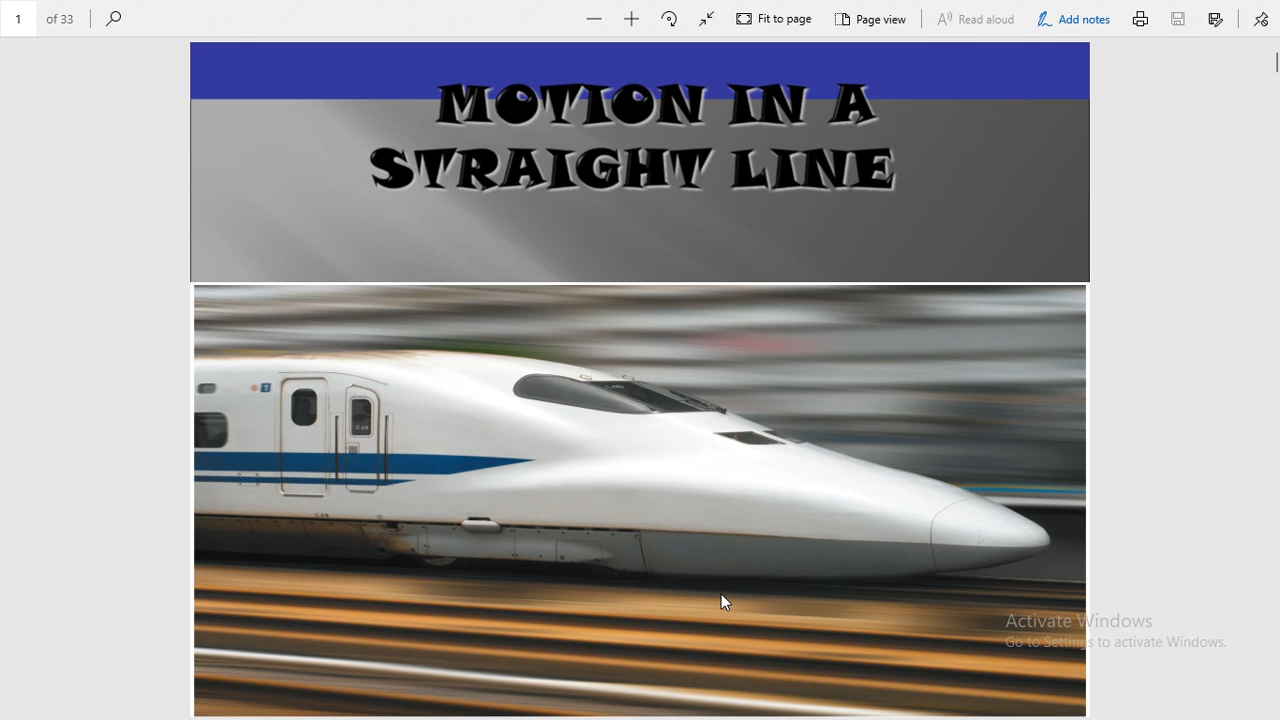 1 of 33
Fit to page
Page view
Read aloud
Add notes
MOTION IN A
STRAIGHT LINE
Activate Windows
Go to Settings to activate Windows.